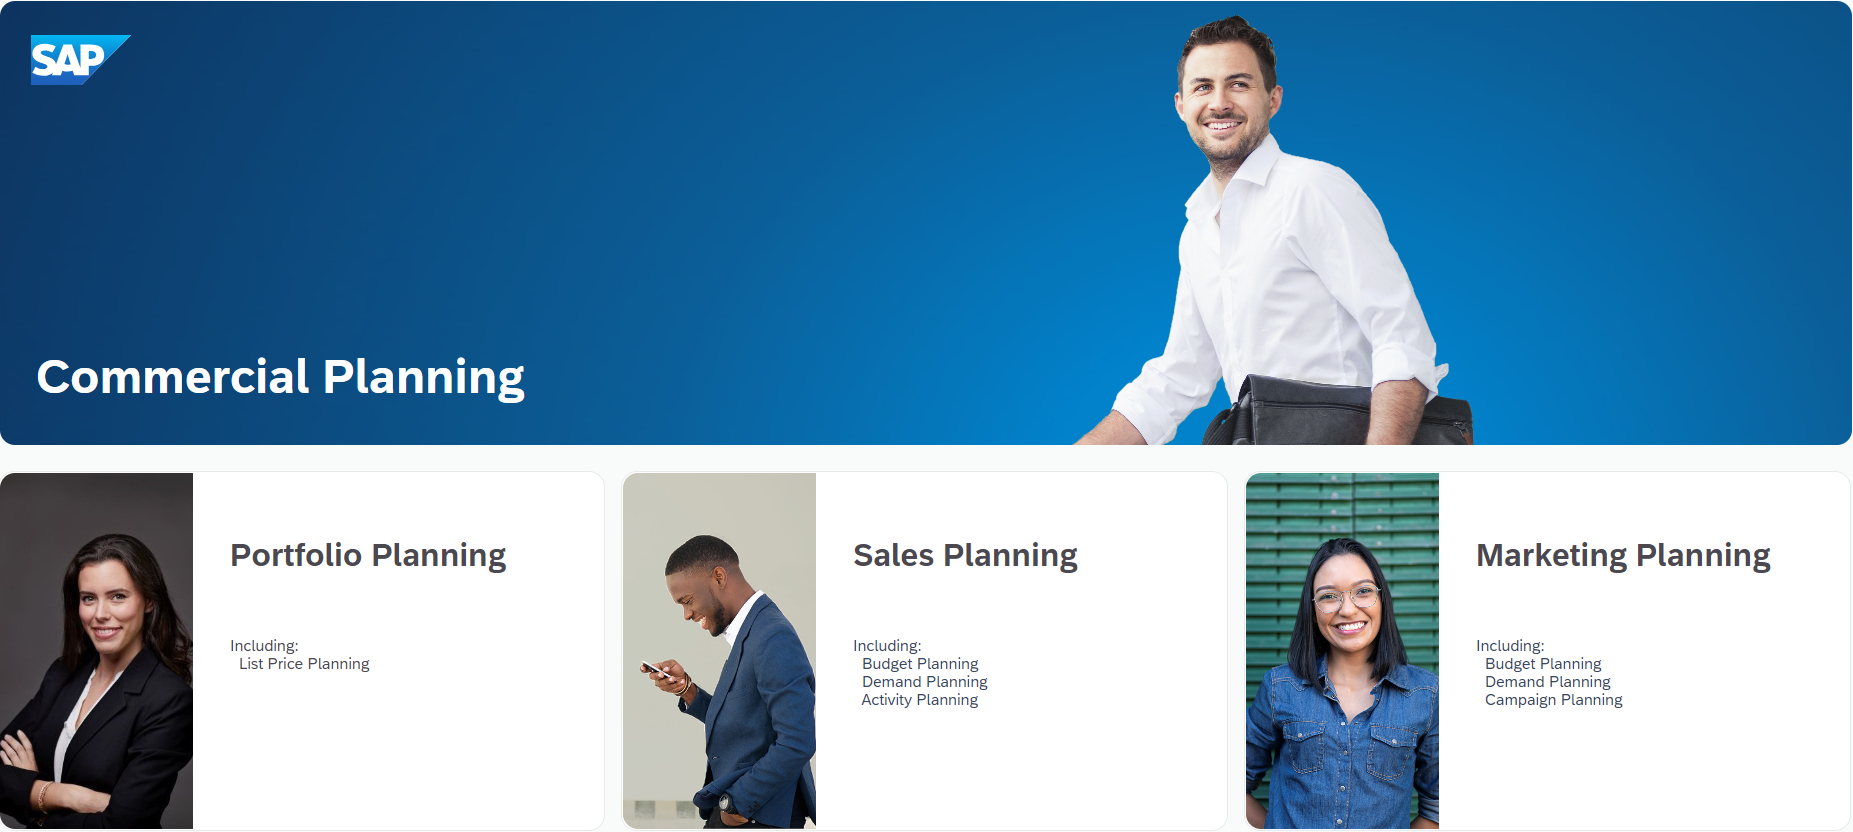 SAP
Commercial Planning
Portfolio Planning
Including:
List Price Planning
Sales Planning
Including:
Budget Planning
Demand Planning
Activity Planning
Marketing Planning
Including:
Budget Planning
Demand Planning
Campaign Planning